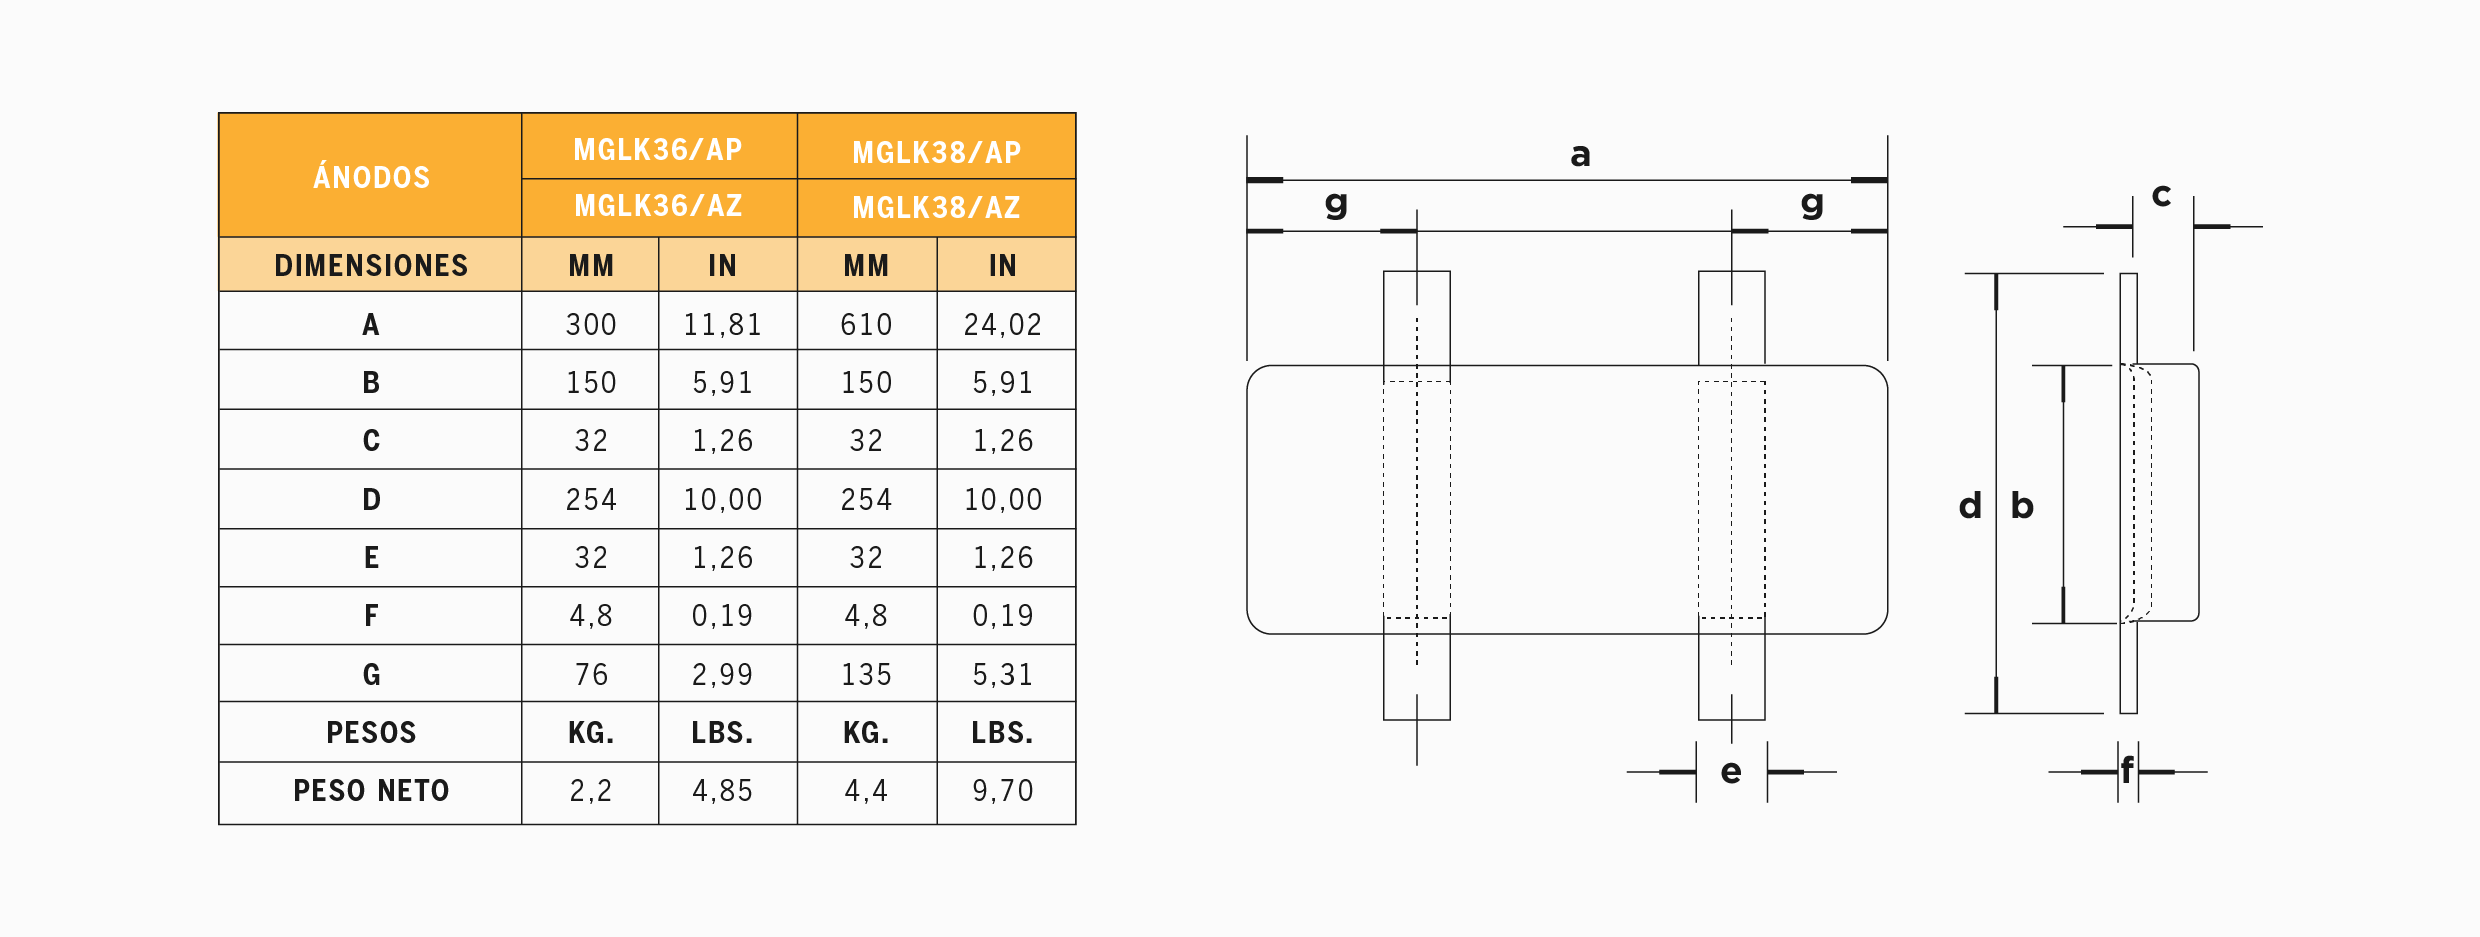 ÁNODOS MGLK36/AP MGLK38/AP
MGLK36/AZ MGLK38/AZ
DIMENSIONES MM IN MM IN
A 300 11,81 610 24,02
B 150 5,91 150 5,91
C 32 1,26 32 1,26
D 254 10,00 254 10,00
E 32 1,26 32 1,26
F 4,8 0,19 4,8 0,19
G 76 2,99 135 5,31
PESOS KG. LBS. KG. LBS.
PESO NETO 2,2 4,85 4,4 9,70
a
g g
c
d b
e
f